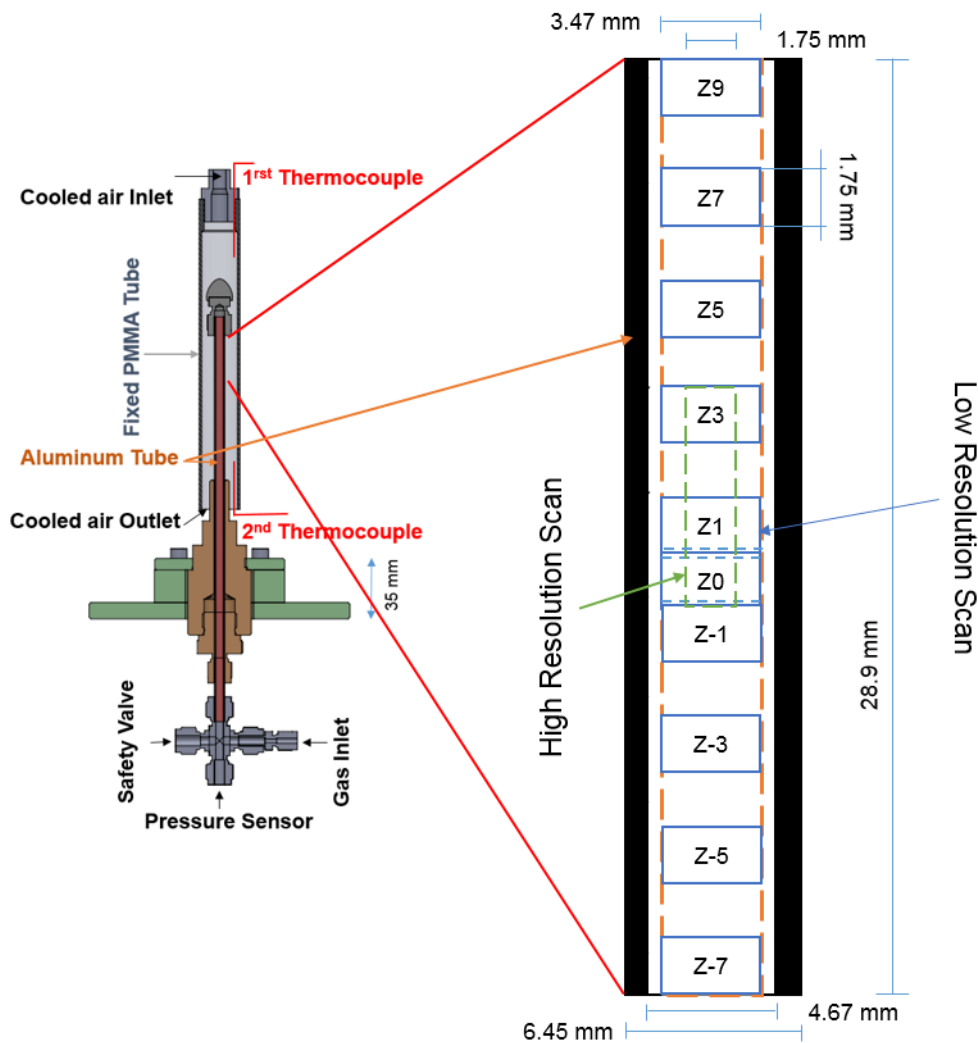 Cooled air Inlet
1rst Thermocouple
Fixed PMMA Tube
Aluminum Tube
Cooled air Outlet
2nd Thermocouple
35 mm
Safety Valve
Gas Inlet
Pressure Sensor
3.47 mm
1.75 mm
Z9
Z7
1.75 mm
Z5
Z3
Z1
Z0
Z-1
Z-3
Z-5
Z-7
High Resolution Scan
Low Resolution Scan
28.9 mm
4.67 mm
6.45 mm